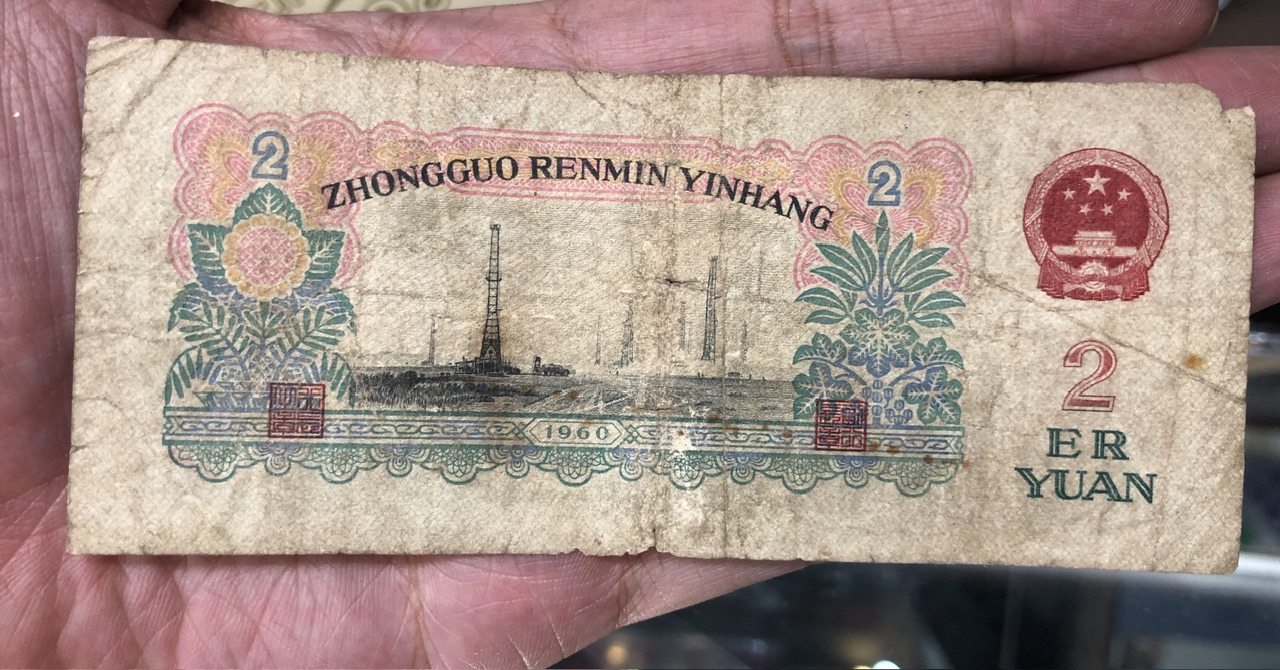 2
2
ZHONGGUO RENMIN YINHANG
1960
2
ER
YUAN